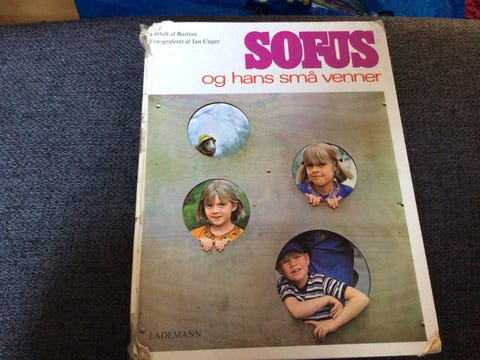 Fortalt af Bastian
Fotograferet af Jan Unger
SOFUS
og hans små venner
LADEMANN